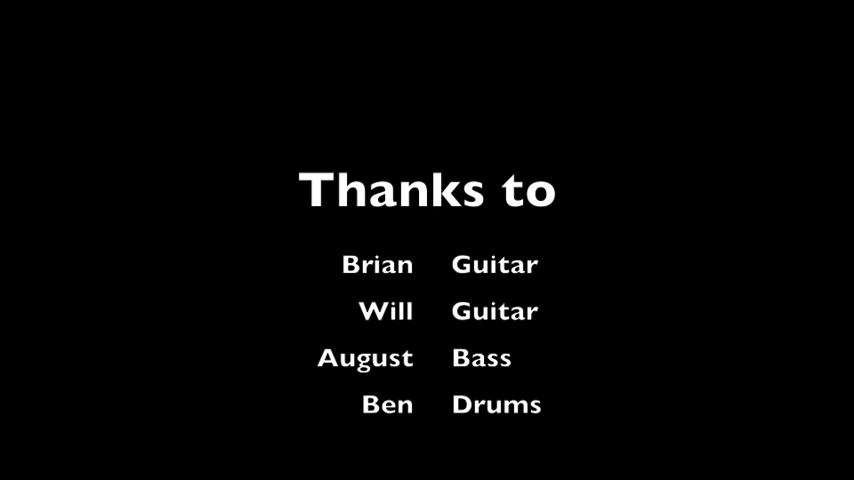 Thanks to
Brian Guitar
Will Guitar
August Bass
Ben Drums